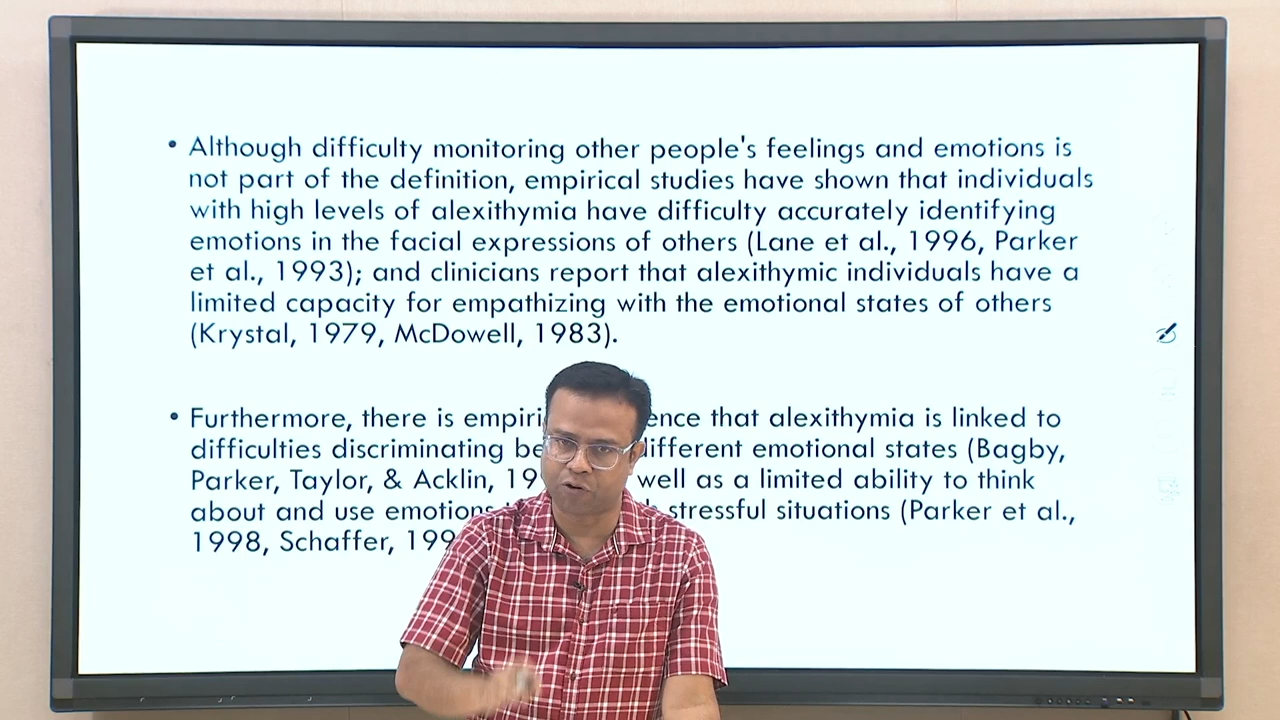 • Although difficulty monitoring other people's feelings and emotions is
not part of the definition, empirical studies have shown that individuals
with high levels of alexithymia have difficulty accurately identifying
emotions in the facial expressions of others (Lane et al., 1996, Parker
et al., 1993); and clinicians report that alexithymic individuals have a
limited capacity for empathizing with the emotional states of others
(Krystal, 1979, McDowell, 1983).
• Furthermore, there is that alexithymia is linked to
difficulties discriminating different emotional states (Bagby,
Parker, Taylor, & Acklin, well as a limited ability to think
about and use emotions stressful situations (Parker et al.,
1998, Schaffer,